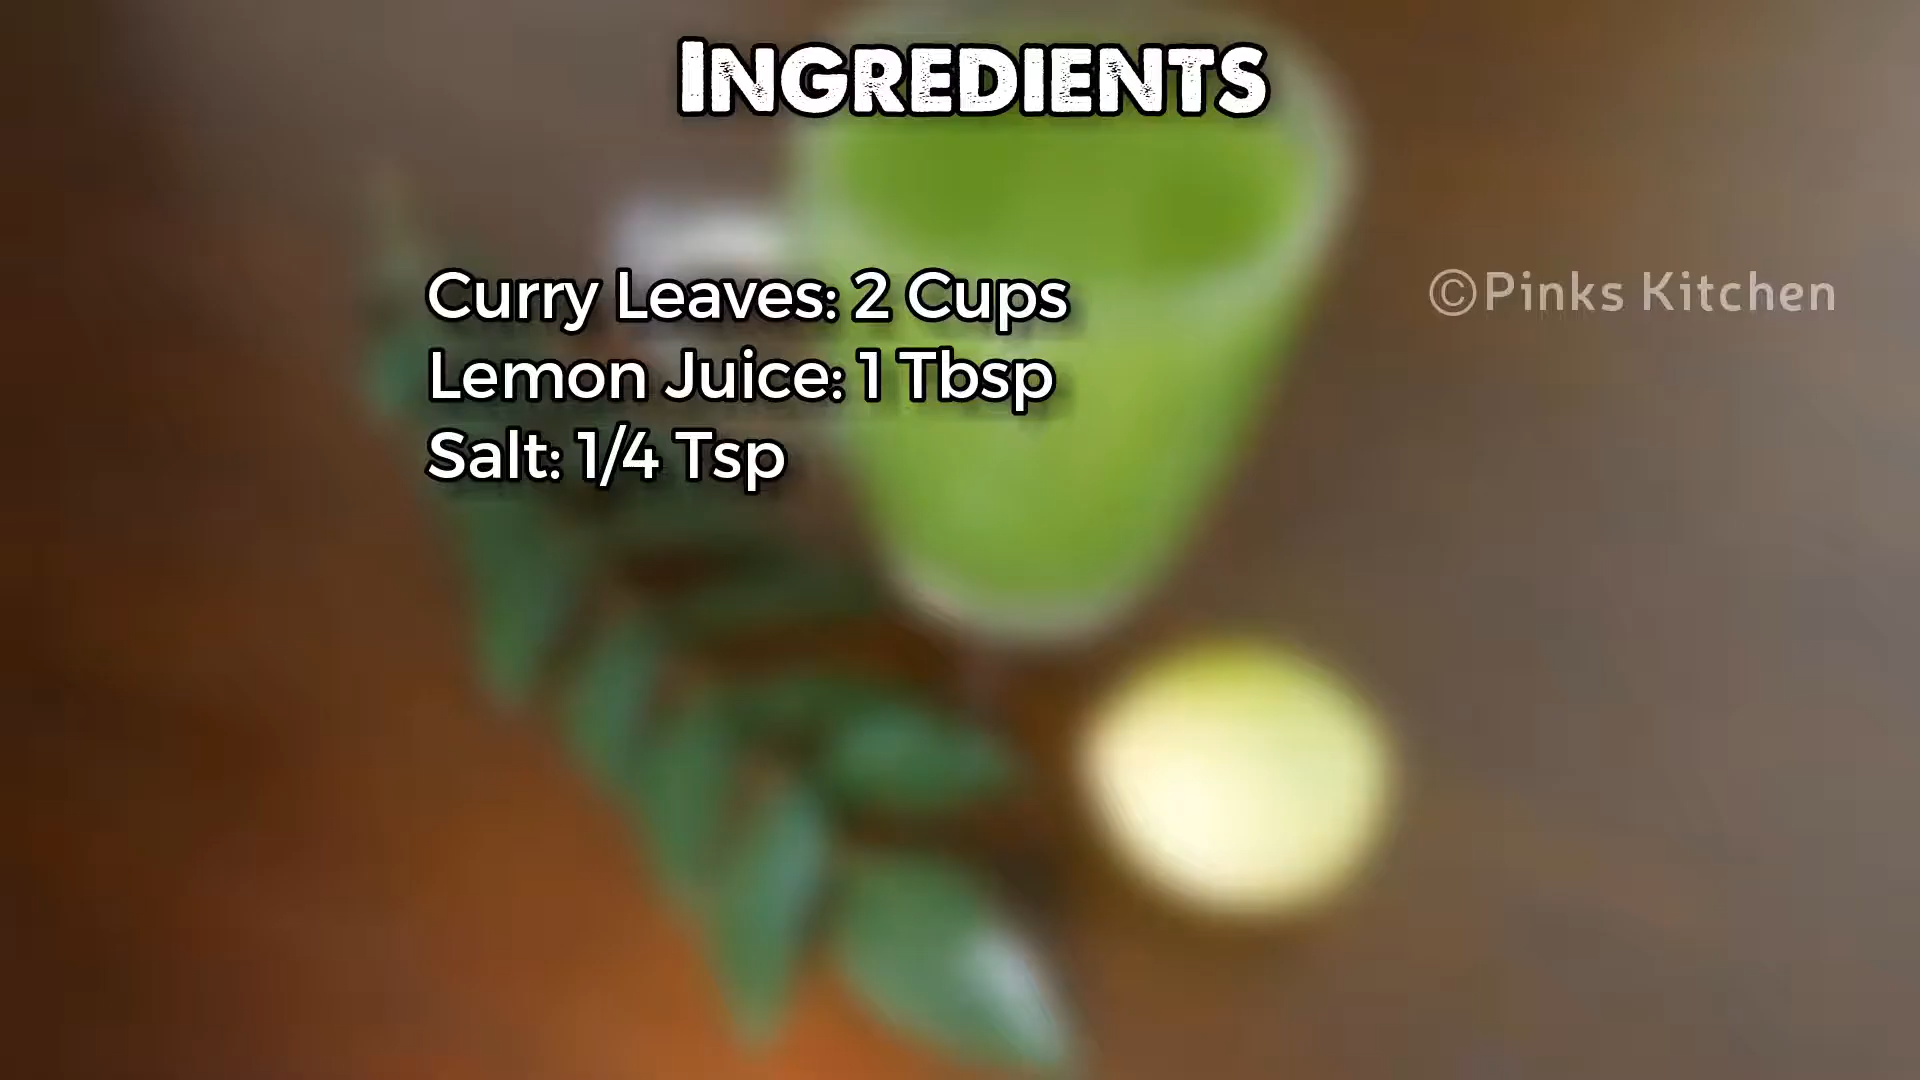 INGREDIENTS
Curry Leaves: 2 Cups
©Pinks Kitchen
Lemon Juice: 1 Tbsp
Salt: 1/4 Tsp